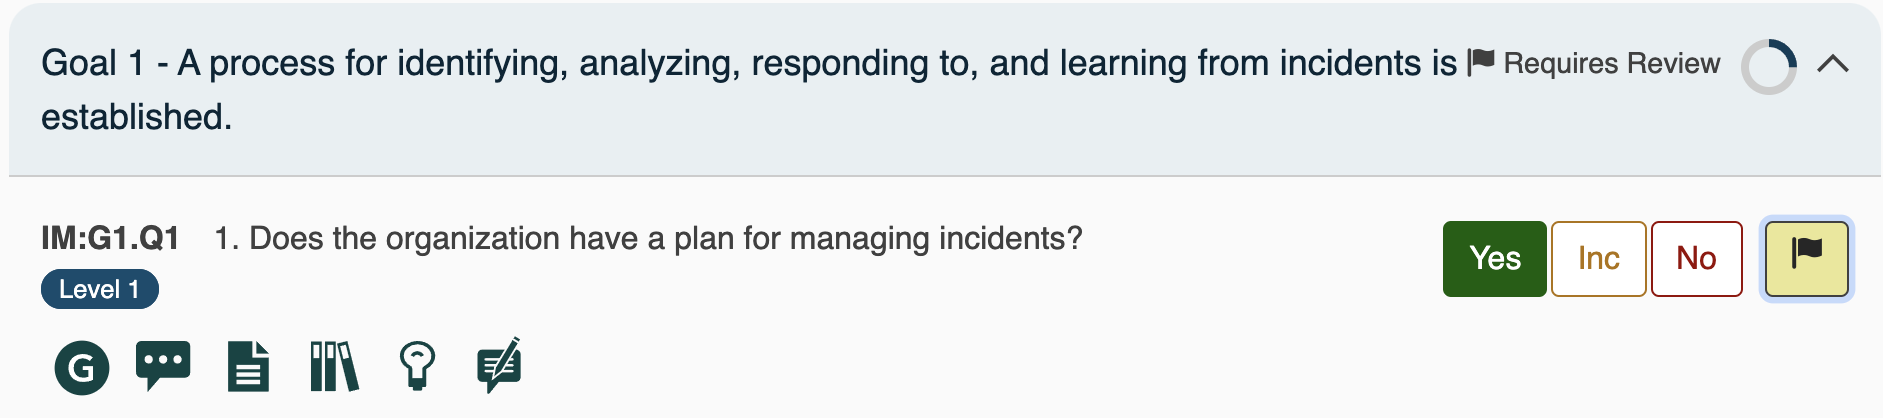 Goal 1 - A process for identifying, analyzing, responding to, and learning from incidents is
established.
Requires Review
IM:G1.Q1 1. Does the organization have a plan for managing incidents?
Yes Inc No
Level 1
G